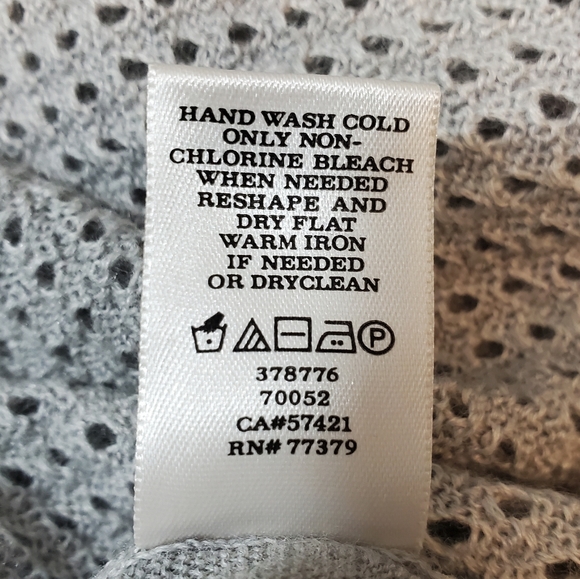 HAND WASH COLD
ONLY NON-
CHLORINE BLEACH
WHEN NEEDED
RESHAPE AND
DRY FLAT
WARM IRON
IF NEEDED
OR DRYCLEAN
P
378776
70052
CA#57421
RN# 77379